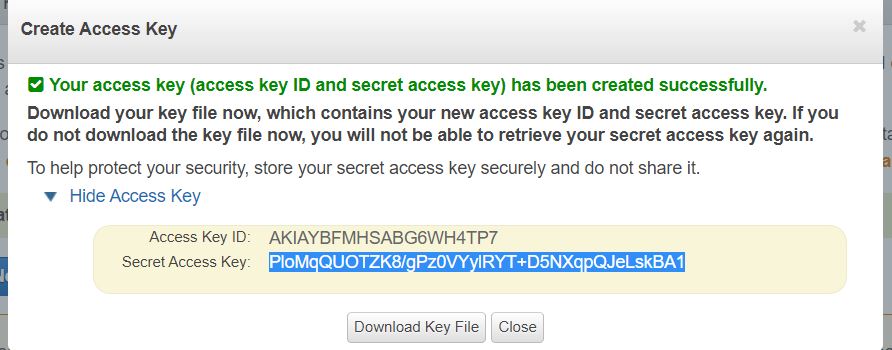 Create Access Key
Your access key (access key ID and secret access key) has been created successfully.
Download your key file now, which contains your new access key ID and secret access key. If you
do not download the key file now, you will not be able to retrieve your secret access key again.
To help protect your security, store your secret access key securely and do not share it.
Hide Access Key
Access Key ID: AKIAYBFMHSABG6WH4TP7
Secret Access Key: PloMqQUOTZK8/gPz0VYylRYT+D5NXqpQJeLskBA1
Download Key File Close